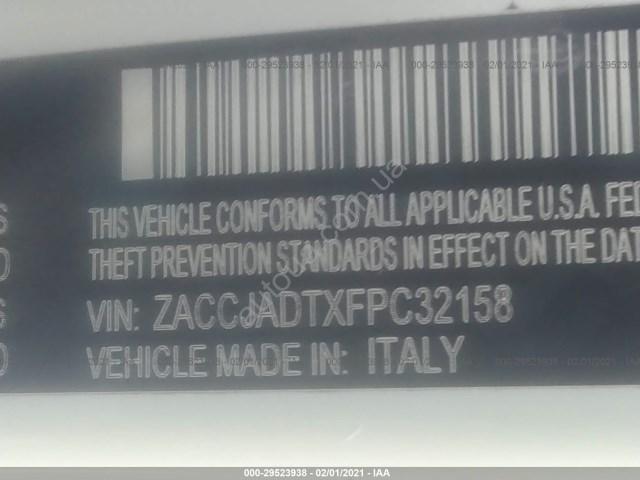 THIS VEHICLE CONFORMS TO ALL APPLICABLE U.S.A. FED
THEFT PREVENTION STANDARDS IN EFFECT ON THE DAT
VIN: ZACCJADTXFPC32158
VEHICLE MADE IN: ITALY
000-29523938 - 02/01/2021 - IAA